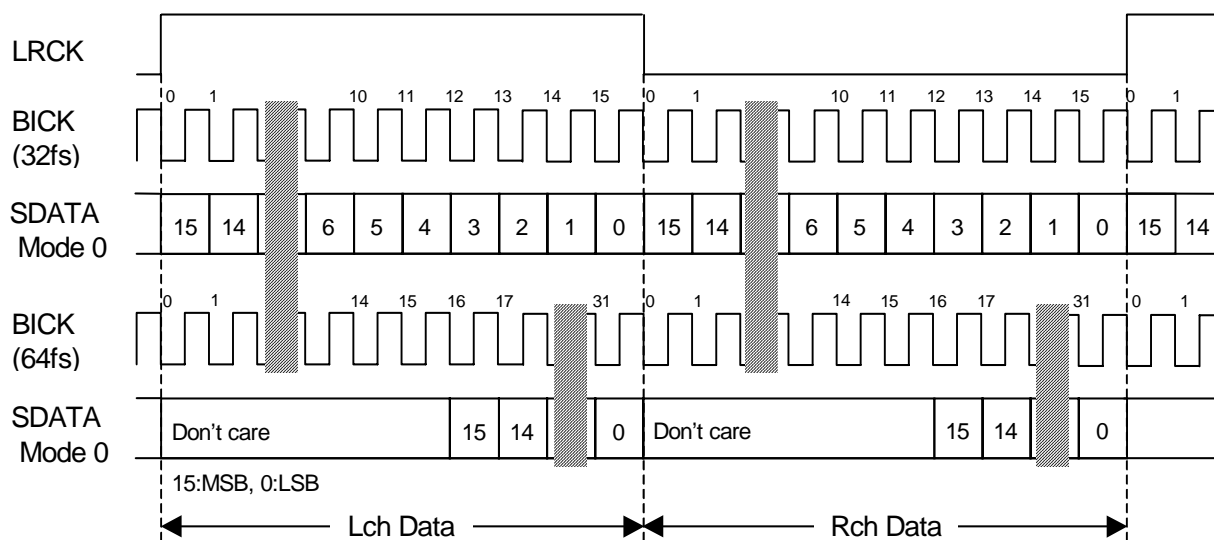 LRCK
0 1 10 11 12 13 14 15 0 1 10 11 12 13 14 15 0 1
BICK
(32fs)
SDATA
Mode 0
15 14 6 5 4 3 2 1 0 15 14 6 5 4 3 2 1 0 15 14
0 1 14 15 16 17 31 0 1 14 15 16 17 31 0 1
BICK
(64fs)
SDATA
Mode 0
Don't care 15 14 0 Don't care 15 14 0
15:MSB, 0:LSB
Lch Data Rch Data